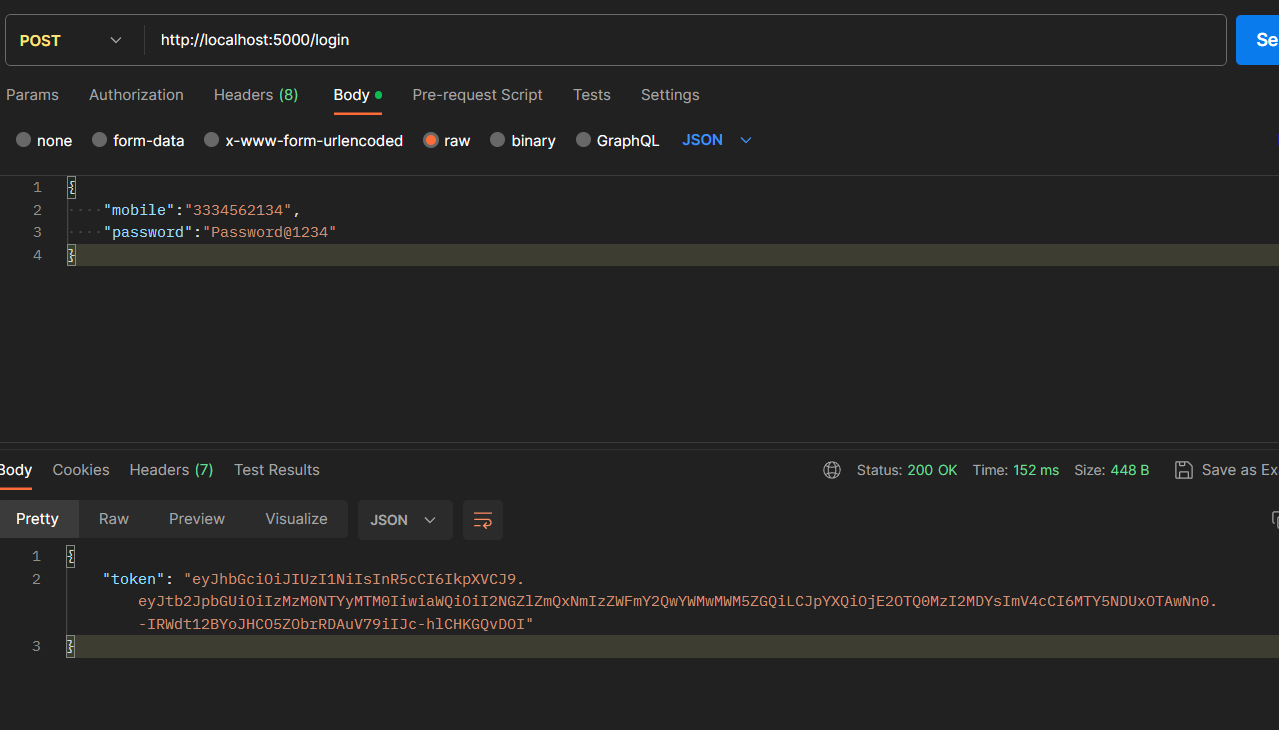 POST http://localhost:5000/login Se
Params Authorization Headers (8) Body Pre-request Script Tests Settings
none form-data x-www-form-urlencoded raw binary GraphQL JSON
1 {
2 "mobile":"3334562134",
3 "password":"Password@1234"
4 }
Body Cookies Headers (7) Test Results Status: 200 OK Time: 152 ms Size: 448 B Save as Ex
Pretty Raw Preview Visualize JSON
1 {
2 "token": "eyJhbGciOiJIUzI1NiIsInR5cCI6IkpXVCJ9.
eyJtb2JpbGUiOiIzMzM0NTYyMTM0IiwiaWQiOiI2NGZlZmQxNmIzZWFmY2QwYWMwMWM5ZGQiLCJpYXQiOjE2OTQ0MzI2MDYsImV4cCI6MTY5NDUxOTAwNn0.
-IRWdt12BYoJHCO5ZObrRDAuV79iIJc-hlCHKGQvDOI"
3 }